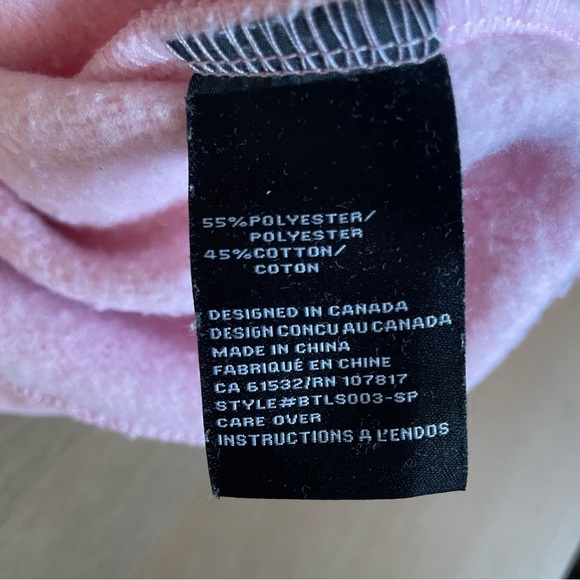 55%POLYESTER/
POLYESTER
45%COTTON/
COTON
DESIGNED IN CANADA
DESIGN CONCU AU CANADA
MADE IN CHINA
FABRIQUÉ EN CHINE
CA 61532/RN 107817
STYLE#BTLS003-SP
CARE OVER
INSTRUCTIONS A L'ENDOS